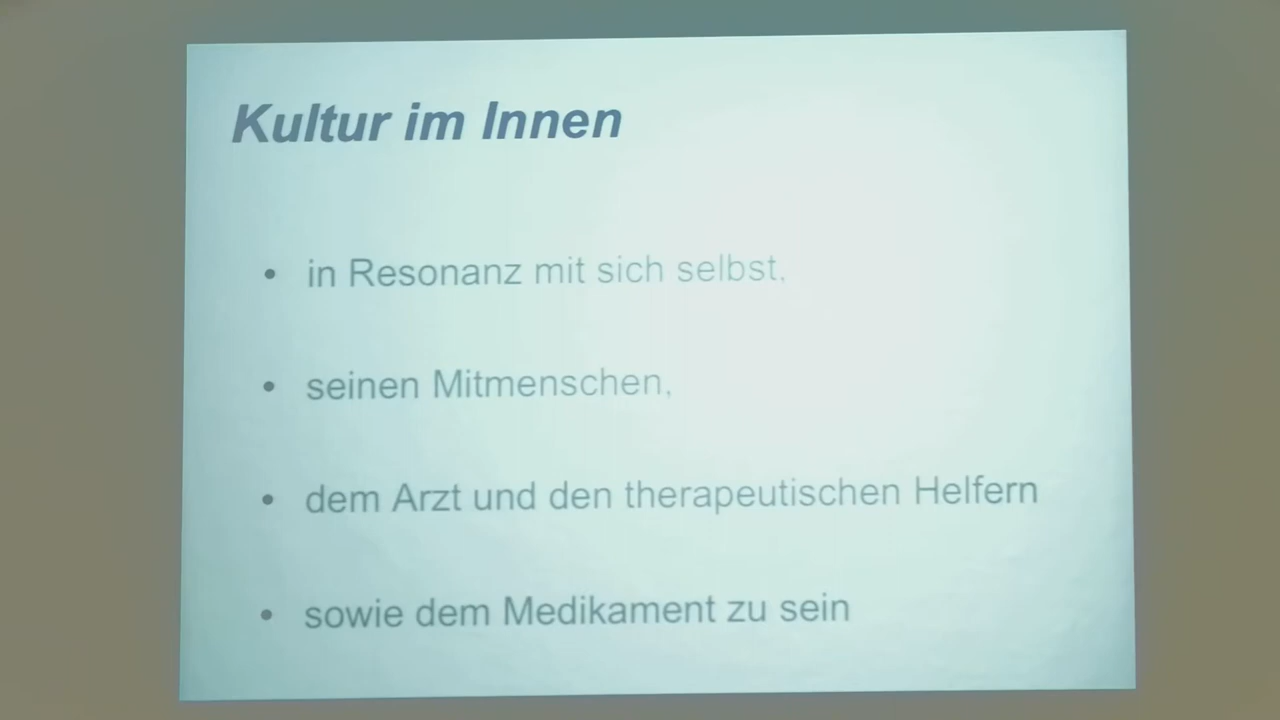 Kultur im Innen
• in Resonanz mit sich selbst,
• seinen Mitmenschen,
• dem Arzt und den therapeutischen Helfern
• sowie dem Medikament zu sein